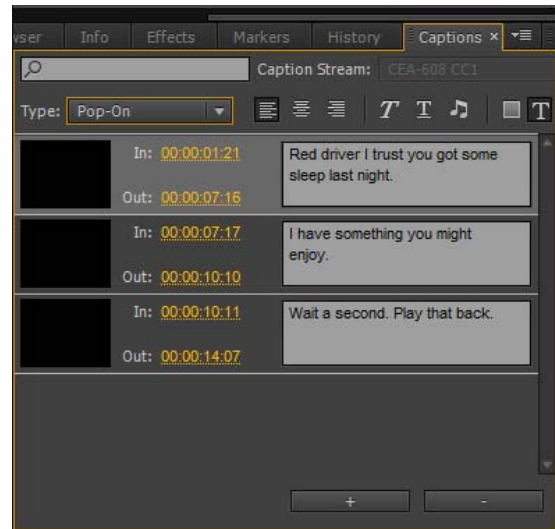 wser Info Effects Markers History Captions ×
Caption Stream: CEA-608 CC1
Type: Pop-On T T T
In: 00:00:01:21
Out: 00:00:07:16
Red driver I trust you got some
sleep last night.
In: 00:00:07:17
Out: 00:00:10:10
I have something you might
enjoy.
In: 00:00:10:11
Out: 00:00:14:07
Wait a second. Play that back.
+ -